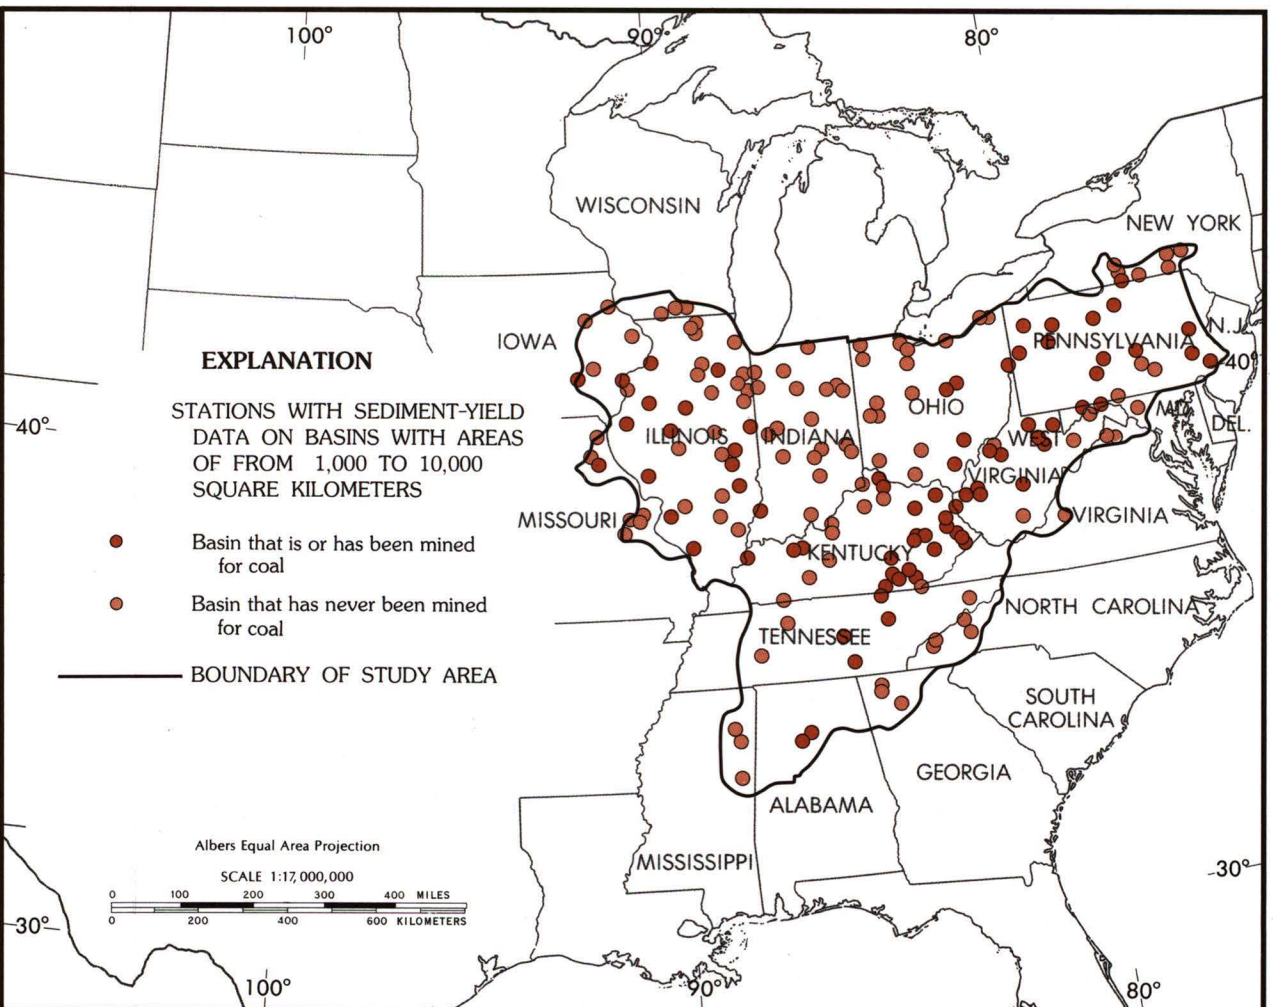 100°
90°
80°
WISCONSIN
NEW YORK
IOWA
PENNSYLVANIA
N.J.
40°
EXPLANATION
STATIONS WITH SEDIMENT-YIELD
DATA ON BASINS WITH AREAS
OF FROM 1,000 TO 10,000
SQUARE KILOMETERS
40°
OHIO
MD.
DEL.
ILLINOIS
INDIANA
WEST
VIRGINIA
MISSOURI
VIRGINIA
Basin that is or has been mined
for coal
KENTUCKY
Basin that has never been mined
for coal
NORTH CAROLINA
TENNESSEE
BOUNDARY OF STUDY AREA
SOUTH
CAROLINA
GEORGIA
ALABAMA
MISSISSIPPI
Albers Equal Area Projection
SCALE 1:17,000,000
0 100 200 300 400 MILES
0 200 400 600 KILOMETERS
30°
30°
100°
90°
80°